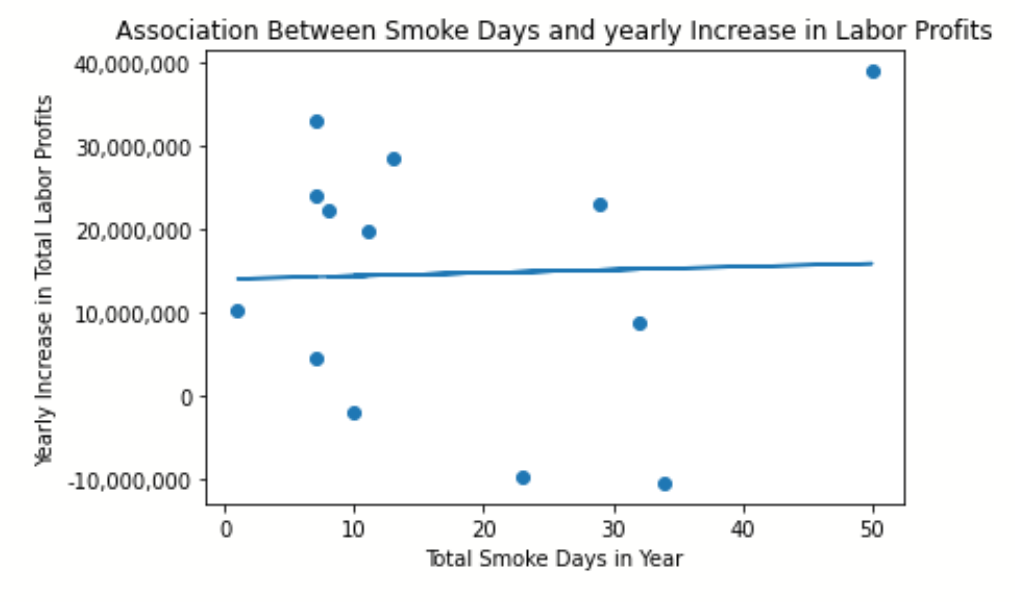 Association Between Smoke Days and yearly Increase in Labor Profits
Yearly Increase in Total Labor Profits
40,000,000
30,000,000
20,000,000
10,000,000
0
-10,000,000
0 10 20 30 40 50
Total Smoke Days in Year